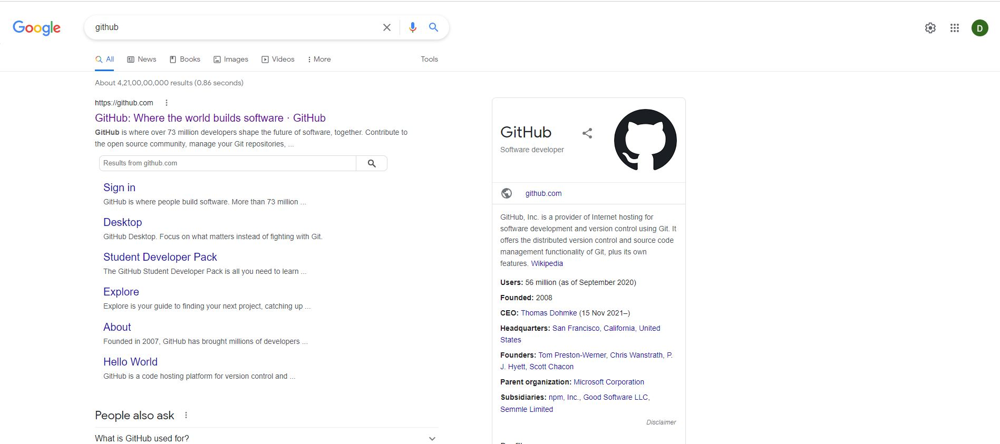 Google
github
D
All
News
Books
Images
Videos
More
Tools
About 4,21,00,00,000 results (0.86 seconds)
https://github.com
GitHub: Where the world builds software · GitHub
GitHub is where over 73 million developers shape the future of software, together. Contribute to
the open source community, manage your Git repositories, ...
Results from github.com
Sign in
GitHub is where people build software. More than 73 million ...
Desktop
GitHub Desktop. Focus on what matters instead of fighting with Git.
Student Developer Pack
The GitHub Student Developer Pack is all you need to learn ...
Explore
Explore is your guide to finding your next project, catching up ...
About
Founded in 2007, GitHub has brought millions of developers ...
Hello World
GitHub is a code hosting platform for version control and ...
People also ask
What is GitHub used for?
GitHub
Software developer
github.com
GitHub, Inc. is a provider of Internet hosting for
software development and version control using Git. It
offers the distributed version control and source code
management functionality of Git, plus its own
features. Wikipedia
Users: 56 million (as of September 2020)
Founded: 2008
CEO: Thomas Dohmke (15 Nov 2021–)
Headquarters: San Francisco, California, United
States
Founders: Tom Preston-Werner, Chris Wanstrath, P.
J. Hyett, Scott Chacon
Parent organization: Microsoft Corporation
Subsidiaries: npm, Inc., Good Software LLC,
Semmle Limited
Disclaimer